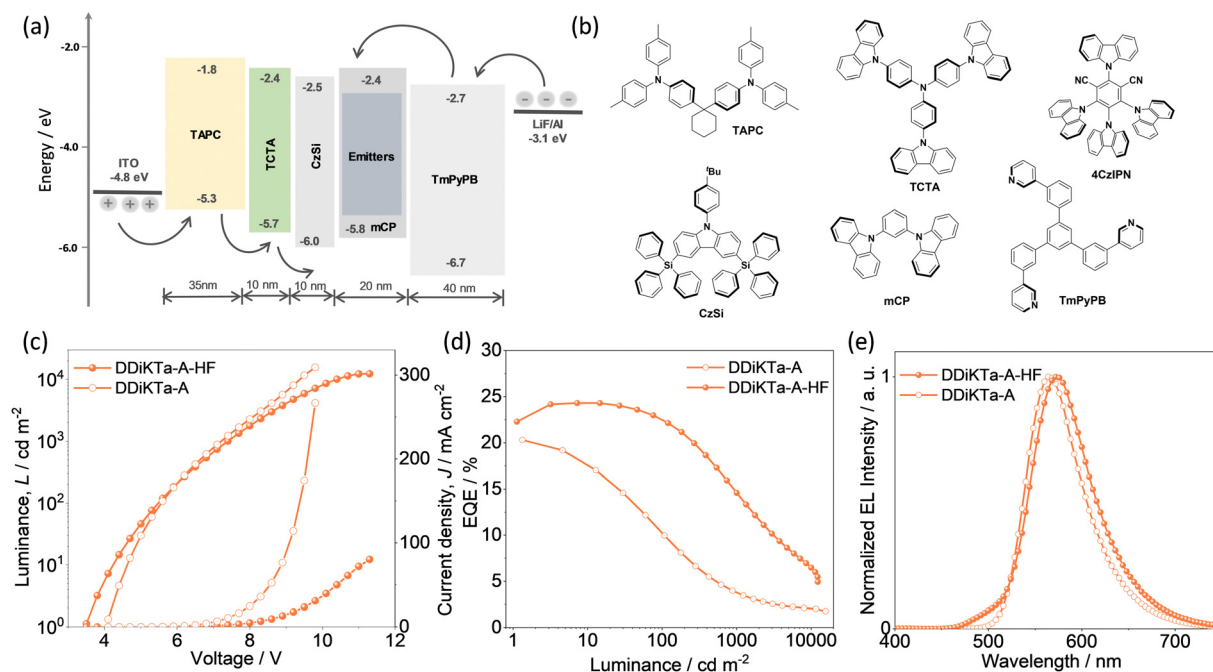 (a)
Energy / eV
-2.0
-4.0
-6.0
ITO
-4.8 eV
-1.8
TAPC
-5.3
-2.4
TCTA
-5.7
-2.5
CzSi
-6.0
-2.4
Emitters
-5.8 mCP
-2.7
TmPyPB
-6.7
LiF/Al
-3.1 eV
35nm
10 nm
10 nm
20 nm
40 nm
(b)
N
N
TAPC
N
N
N
N
TCTA
N
NC
CN
N
N
N
4CzIPN
tBu
N
Si
Si
CzSi
N
N
mCP
N
N
N
TmPyPB
(c)
DDiKTa-A-HF
DDiKTa-A
Luminance, L / cd m-2
10⁴
10³
10²
10¹
10⁰
4
6
8
10
12
Voltage / V
300
200
100
0
Current density, J / mA cm-2
(d)
DDiKTa-A-HF
DDiKTa-A
EQE / %
30
25
20
15
10
5
0
1
10
100
1000
10000
Luminance / cd m-2
(e)
DDiKTa-A-HF
DDiKTa-A
Normalized EL Intensity / a. u.
1
400
500
600
700
Wavelength / nm